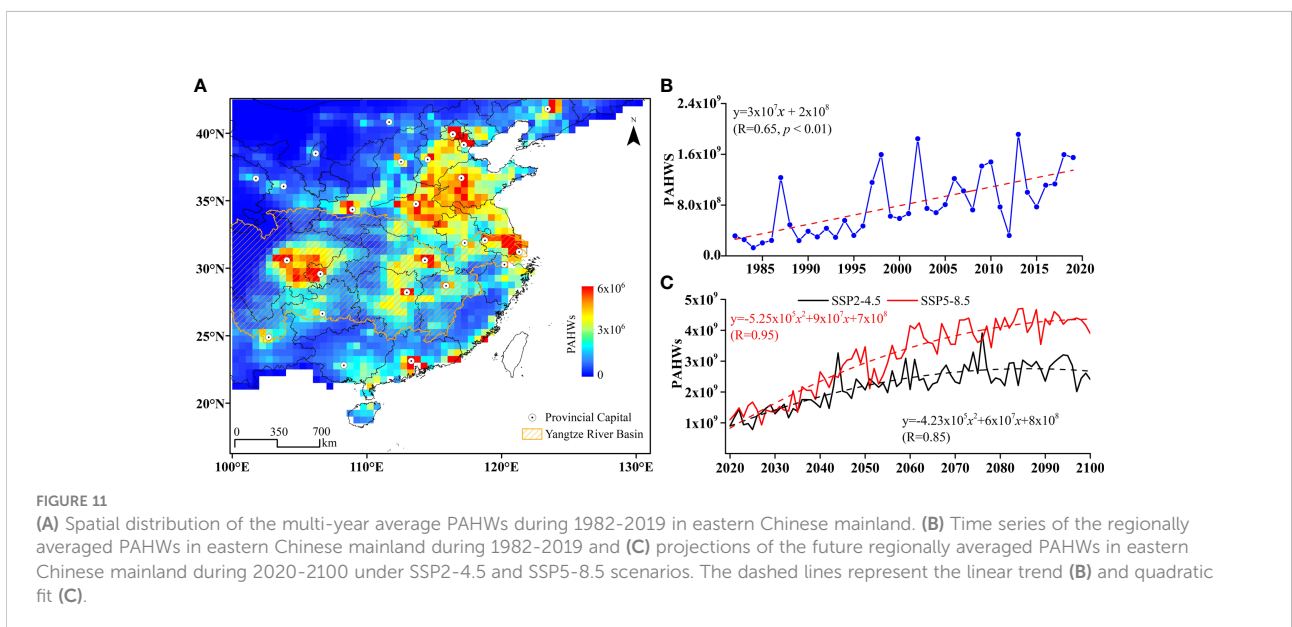 A
40°N
35°N
30°N
25°N
20°N
100°E
110°E
120°E
130°E
N
6x10⁶
3x10⁶
0
PAHWs
Provincial Capital
Yangtze River Basin
0 350 700
km
B
2.4x10⁹
1.6x10⁹
8.0x10⁸
0.0
PAHWS
y=3x10⁷x + 2x10⁸
(R=0.65, p < 0.01)
1985 1990 1995 2000 2005 2010 2015 2020
C
5x10⁹
4x10⁹
3x10⁹
2x10⁹
1x10⁹
PAHWs
SSP2-4.5 SSP5-8.5
y=-5.25x10⁵x²+9x10⁷x+7x10⁸
(R=0.95)
y=-4.23x10⁵x²+6x10⁷x+8x10⁸
(R=0.85)
2020 2030 2040 2050 2060 2070 2080 2090 2100
FIGURE 11
(A) Spatial distribution of the multi-year average PAHWs during 1982-2019 in eastern Chinese mainland. (B) Time series of the regionally
averaged PAHWs in eastern Chinese mainland during 1982-2019 and (C) projections of the future regionally averaged PAHWs in eastern
Chinese mainland during 2020-2100 under SSP2-4.5 and SSP5-8.5 scenarios. The dashed lines represent the linear trend (B) and quadratic
fit (C).